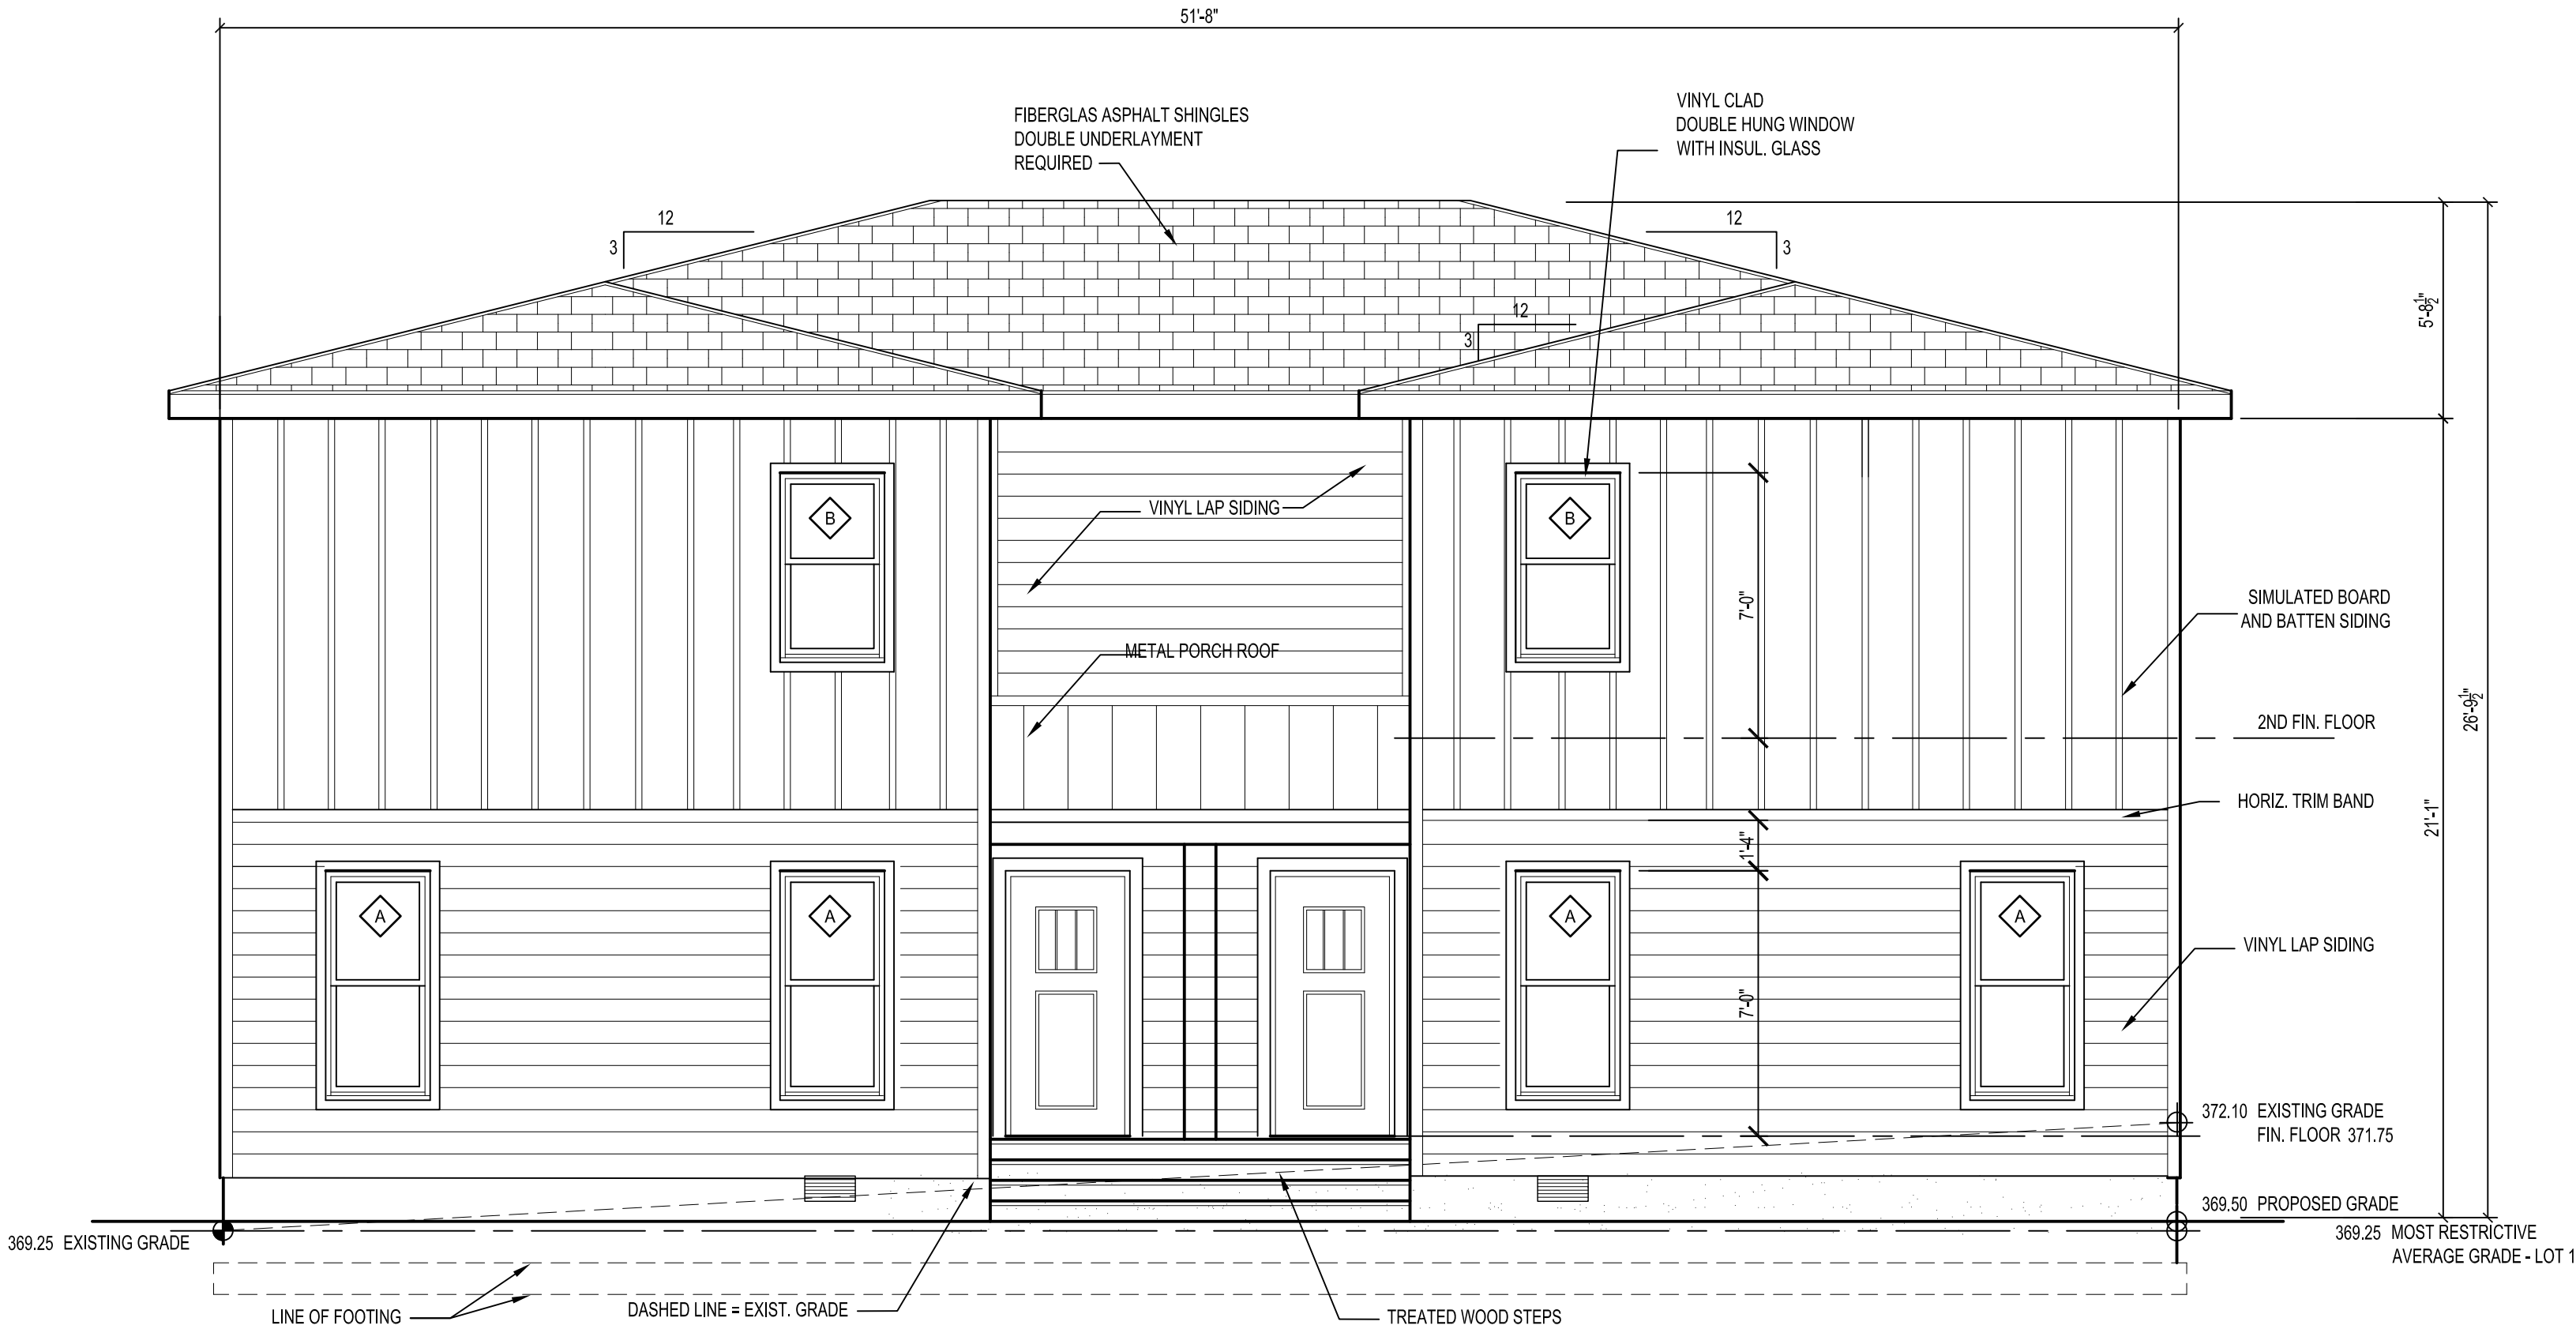 51'-8"
FIBERGLAS ASPHALT SHINGLES
DOUBLE UNDERLAYMENT
REQUIRED
VINYL CLAD
DOUBLE HUNG WINDOW
WITH INSUL. GLASS
12
3
12
3
12
3
5'-8 1/2"
B
B
VINYL LAP SIDING
7'-0"
SIMULATED BOARD
AND BATTEN SIDING
METAL PORCH ROOF
26'-9 1/2"
2ND FIN. FLOOR
HORIZ. TRIM BAND
21'-1"
1'-4"
A
A
A
A
VINYL LAP SIDING
7'-0"
372.10 EXISTING GRADE
FIN. FLOOR 371.75
369.50 PROPOSED GRADE
369.25 EXISTING GRADE
369.25 MOST RESTRICTIVE
AVERAGE GRADE - LOT 1
LINE OF FOOTING
DASHED LINE = EXIST. GRADE
TREATED WOOD STEPS